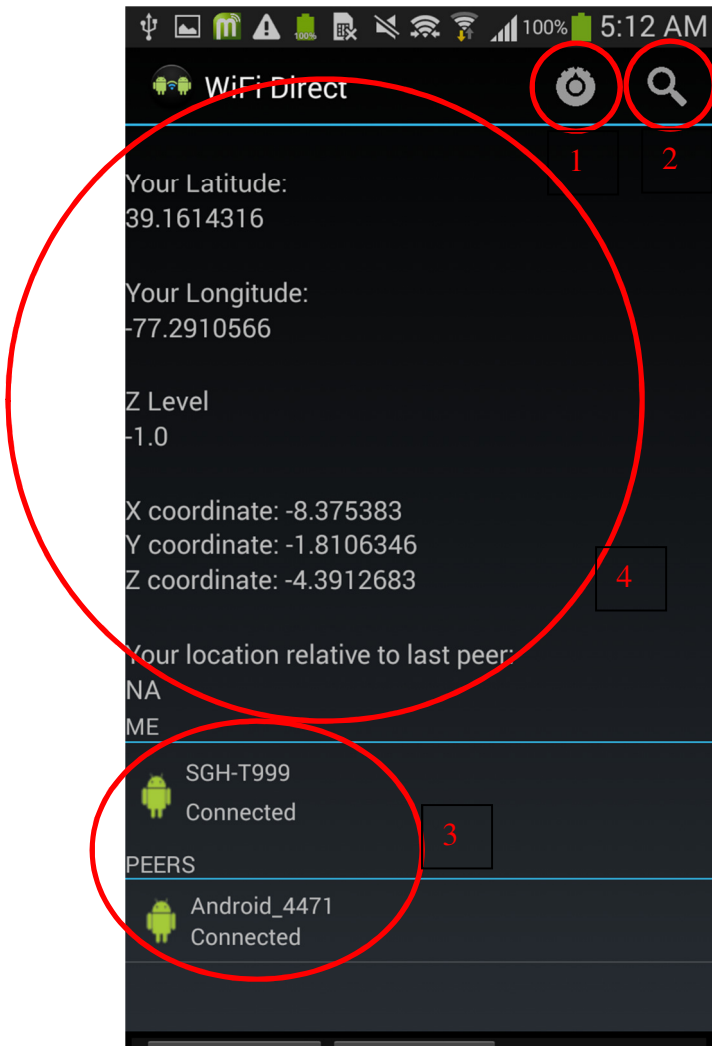 100% 5:12 AM
100%
WiFi Direct
1
2
Your Latitude:
39.1614316
Your Longitude:
-77.2910566
Z Level
-1.0
X coordinate: -8.375383
Y coordinate: -1.8106346
Z coordinate: -4.3912683
4
Your location relative to last peer:
NA
ME
SGH-T999
Connected
3
PEERS
Android_4471
Connected